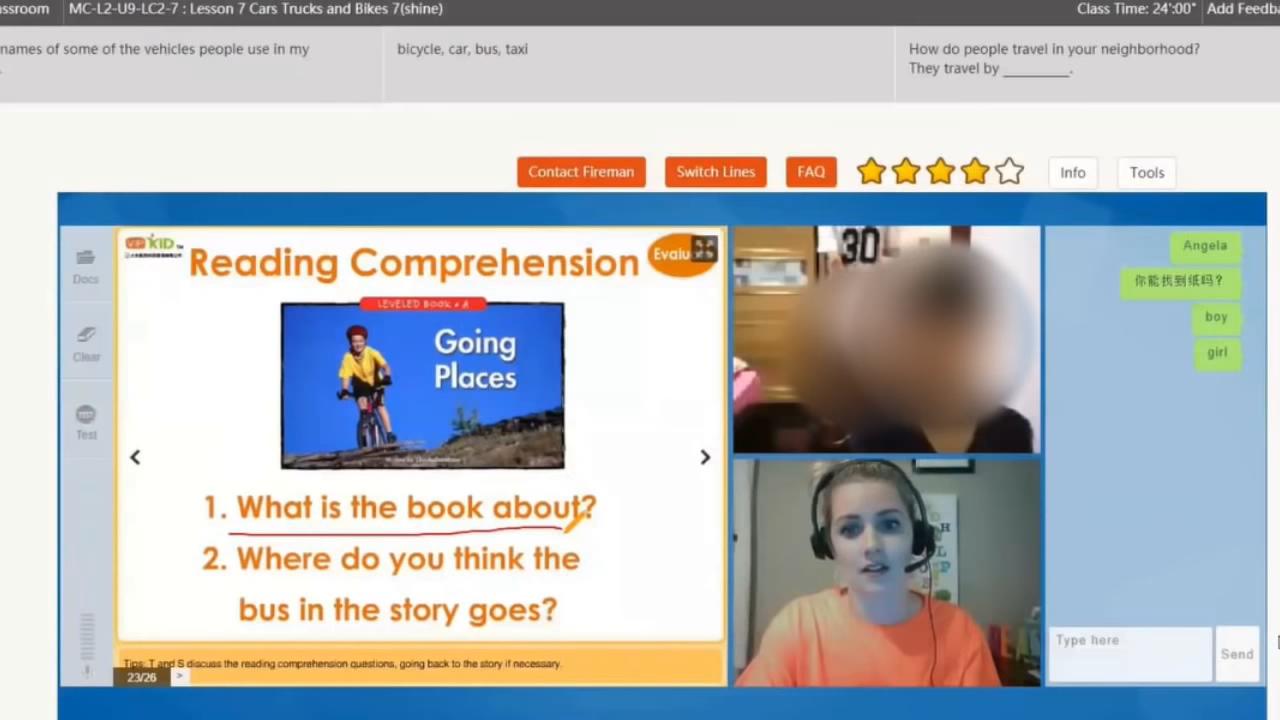 ssroom
MC-L2-U9-LC2-7 : Lesson 7 Cars Trucks and Bikes 7(shine)
Class Time: 24'00"
Add Feedba
names of some of the vehicles people use in my
.
bicycle, car, bus, taxi
How do people travel in your neighborhood?
They travel by _________.
Contact Fireman
Switch Lines
FAQ
Info
Tools
Docs
Clear
TEST
Test
VIP KID™
Reading Comprehension
Evalu
LEVELED BOOK • A
Going
Places
1. What is the book about?
2. Where do you think the
bus in the story goes?
Tips: T and S discuss the reading comprehension questions, going back to the story if necessary.
23/26
>
30
Angela
你能找到纸吗?
boy
girl
Type here
Send